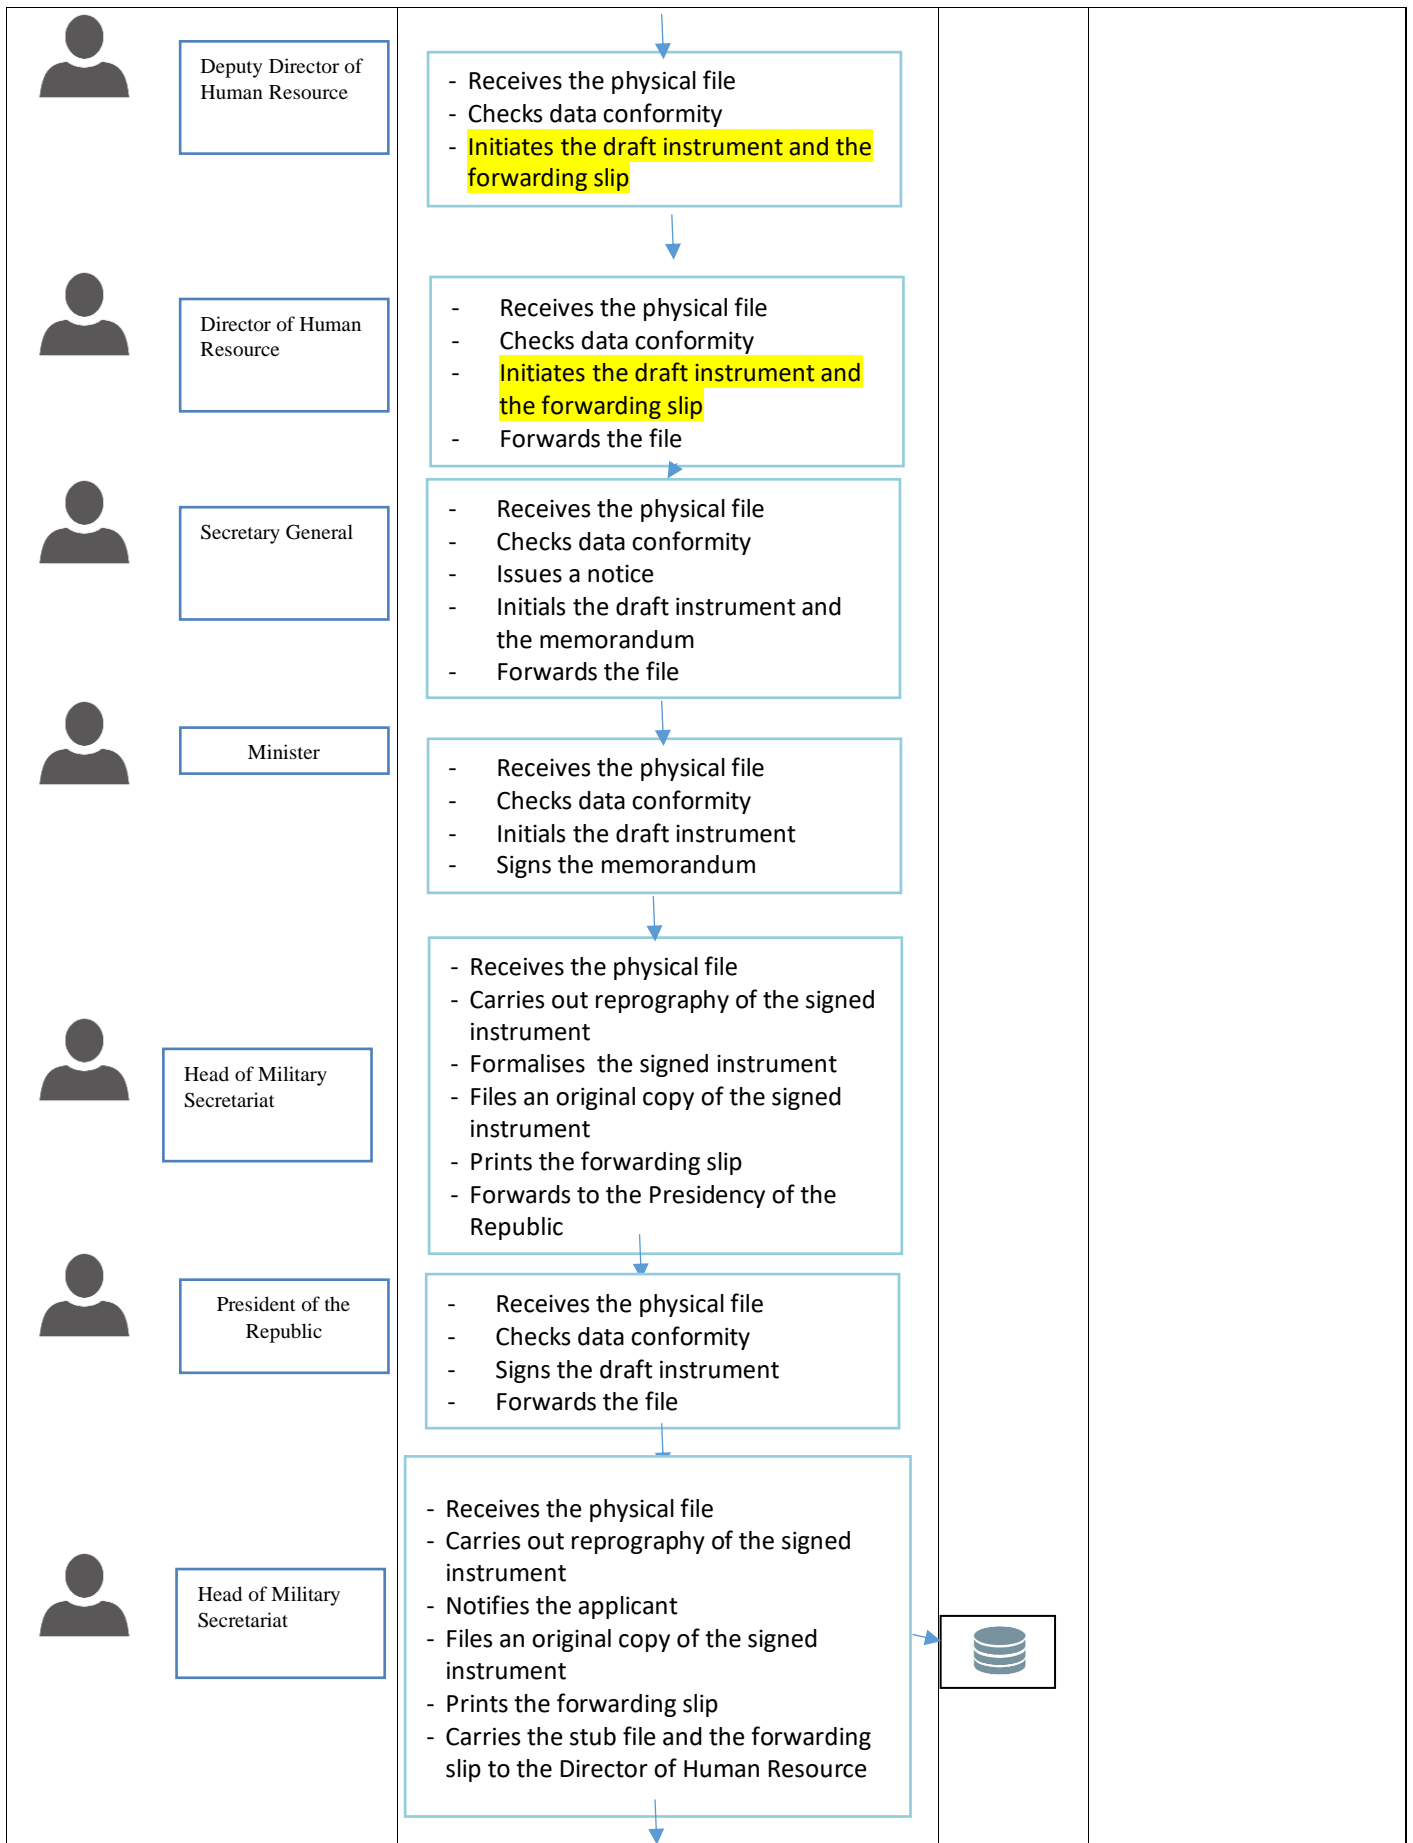 Deputy Director of
Human Resource
- Receives the physical file
- Checks data conformity
- Initiates the draft instrument and the
forwarding slip
Director of Human
Resource
- Receives the physical file
- Checks data conformity
- Initiates the draft instrument and
the forwarding slip
- Forwards the file
Secretary General
- Receives the physical file
- Checks data conformity
- Issues a notice
- Initials the draft instrument and
the memorandum
- Forwards the file
Minister
- Receives the physical file
- Checks data conformity
- Initials the draft instrument
- Signs the memorandum
Head of Military
Secretariat
- Receives the physical file
- Carries out reprography of the signed
instrument
- Formalises the signed instrument
- Files an original copy of the signed
instrument
- Prints the forwarding slip
- Forwards to the Presidency of the
Republic
President of the
Republic
- Receives the physical file
- Checks data conformity
- Signs the draft instrument
- Forwards the file
Head of Military
Secretariat
- Receives the physical file
- Carries out reprography of the signed
instrument
- Notifies the applicant
- Files an original copy of the signed
instrument
- Prints the forwarding slip
- Carries the stub file and the forwarding
slip to the Director of Human Resource